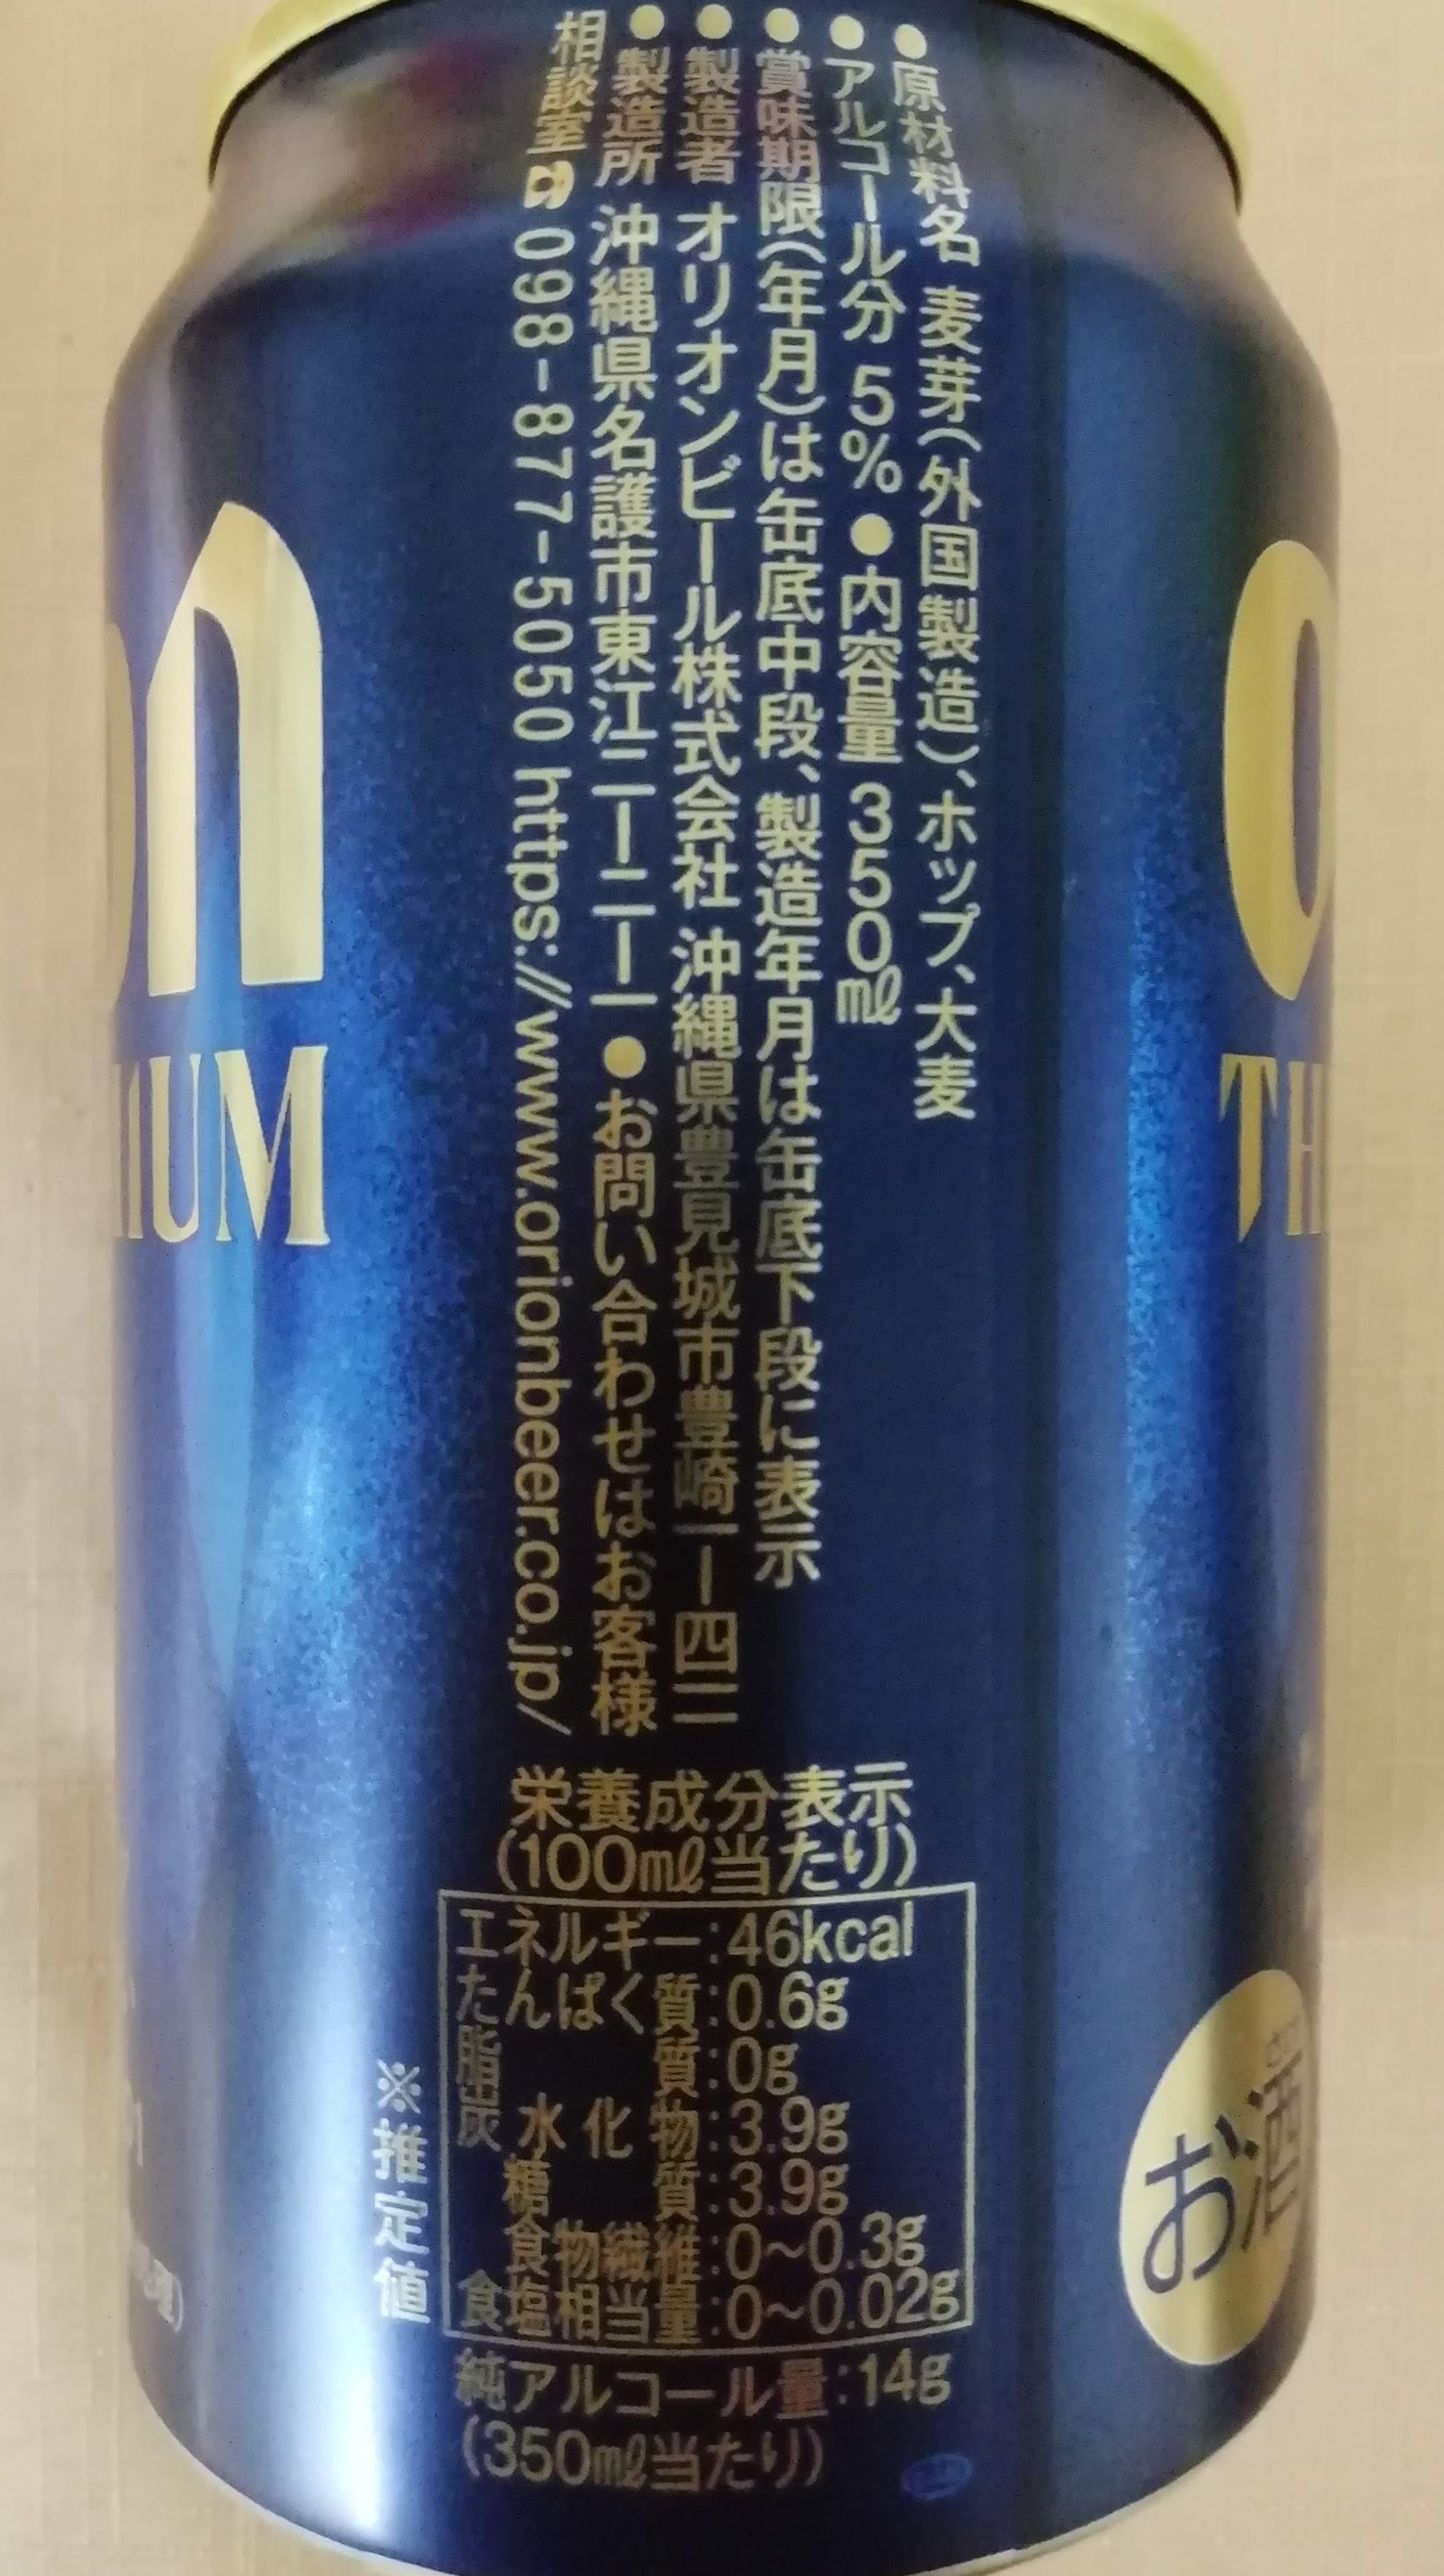 ●原材料名 麦芽(外国製造)、ホップ、大麦
●アルコール分 5% ●内容量 350㎖
●賞味期限(年月)は缶底中段、製造年月は缶底下段に表示
●製造者 オリオンビール株式会社 沖縄県豊見城市豊崎一ー四一一
●製造所 沖縄県名護市東江二ー二ー一 ●お問い合わせはお客様
相談室☎098-877-5050 https://www.orionbeer.co.jp/
栄養成分表示
(100㎖当たり)
エネルギー:46kcal
たんぱく質:0.6g
脂質:0g
炭水化物:3.9g
糖質:3.9g
食物繊維:0~0.3g
食塩相当量:0~0.02g
※推定値
純アルコール量:14g
(350㎖当たり)
n
IUM
O
TH
お酒